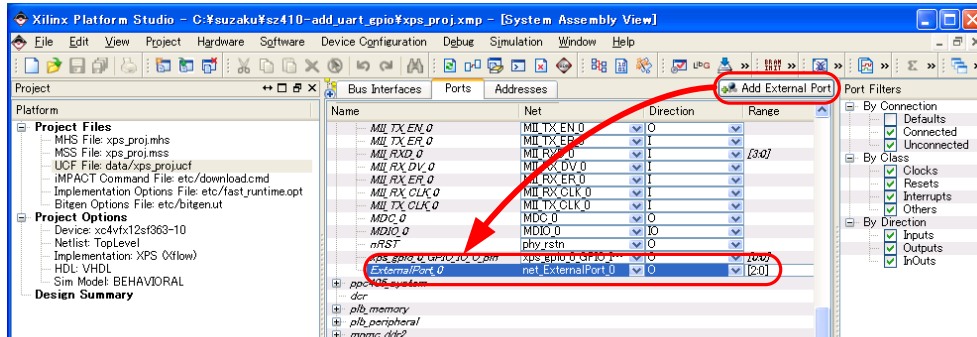 Xilinx Platform Studio - C:¥suzaku¥sz410-add_uart_gpio¥xps_proj.xmp - [System Assembly View]
File Edit View Project Hardware Software Device Configuration Debug Simulation Window Help
Project
Bus Interfaces Ports Addresses Add External Port
Port Filters
Platform
Project Files
MHS File: xps_proj.mhs
MSS File: xps_proj.mss
UCF File: data/xps_proj.ucf
iMPACT Command File: etc/download.cmd
Implementation Options File: etc/fast_runtime.opt
Bitgen Options File: etc/bitgen.ut
Project Options
Device: xc4vfx12sf363-10
Netlist: TopLevel
Implementation: XPS (Xflow)
HDL: VHDL
Sim Model: BEHAVIORAL
Design Summary
Name Net Direction Range
MII_TX_EN_0 MII_TX_EN_0 O
MII_TX_ER_0 MII_TX_ER_0 I
MII_RXD_0 MII_RXD_0 I [3:0]
MII_RX_DV_0 MII_RX_DV_0 I
MII_RX_ER_0 MII_RX_ER_0 I
MII_RX_CLK_0 MII_RX_CLK_0 I
MII_TX_CLK_0 MII_TX_CLK_0 I
MDC_0 MDC_0 O
MDIO_0 MDIO_0 IO
nRST phy_rstn O
xps_gpio_0_GPIO_IO_O_pin xps_gpio_0_GPIO_I... O [0:0]
ExternalPort_0 net_ExternalPort_0 O [2:0]
ppc405_system
dcr
plb_memory
plb_peripheral
mpmc_ddr2
By Connection
Defaults
Connected
Unconnected
By Class
Clocks
Resets
Interrupts
Others
By Direction
Inputs
Outputs
InOuts